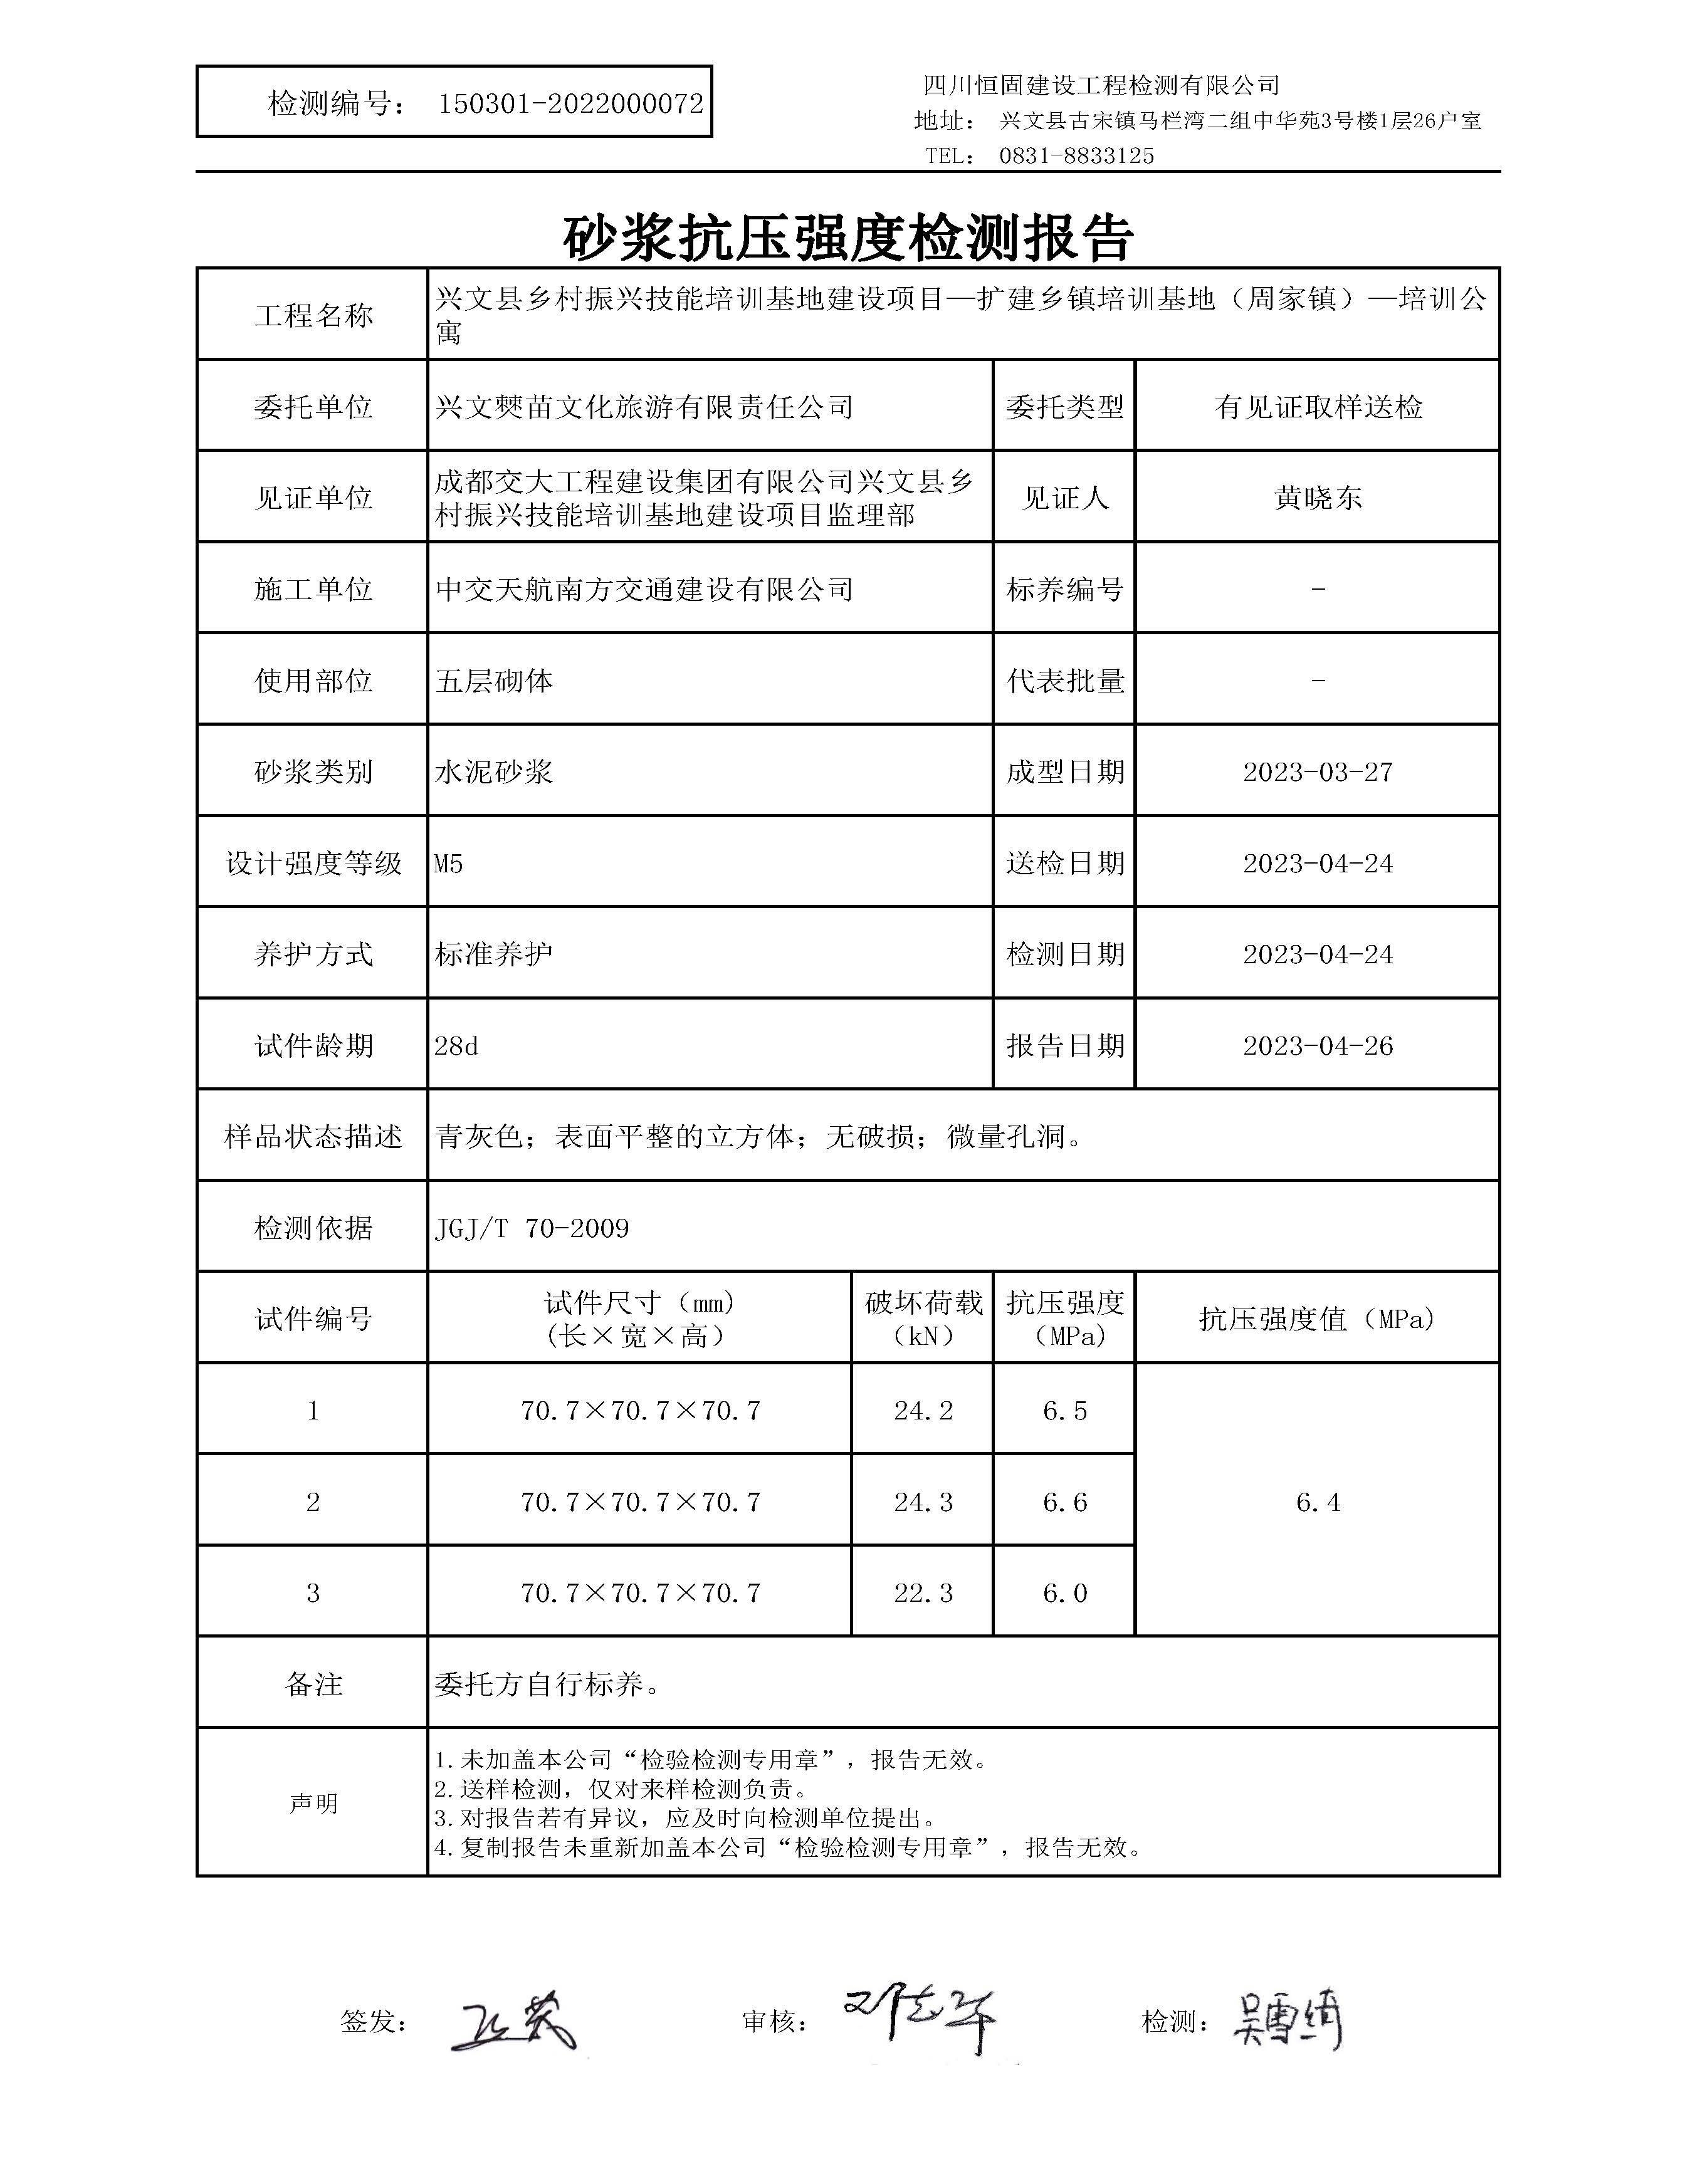 检测编号： 150301-2022000072
四川恒固建设工程检测有限公司
地址： 兴文县古宋镇马栏湾二组中华苑3号楼1层26户室
TEL： 0831-8833125
砂浆抗压强度检测报告
工程名称 兴文县乡村振兴技能培训基地建设项目—扩建乡镇培训基地（周家镇）—培训公
寓
委托单位 兴文僰苗文化旅游有限责任公司 委托类型 有见证取样送检
见证单位 成都交大工程建设集团有限公司兴文县乡
村振兴技能培训基地建设项目监理部 见证人 黄晓东
施工单位 中交天航南方交通建设有限公司 标养编号 -
使用部位 五层砌体 代表批量 -
砂浆类别 水泥砂浆 成型日期 2023-03-27
设计强度等级 M5 送检日期 2023-04-24
养护方式 标准养护 检测日期 2023-04-24
试件龄期 28d 报告日期 2023-04-26
样品状态描述 青灰色；表面平整的立方体；无破损；微量孔洞。
检测依据 JGJ/T 70-2009
试件编号 试件尺寸（mm） 破坏荷载 抗压强度 抗压强度值（MPa）
(长×宽×高） （kN） （MPa)
1 70.7×70.7×70.7 24.2 6.5
2 70.7×70.7×70.7 24.3 6.6 6.4
3 70.7×70.7×70.7 22.3 6.0
备注 委托方自行标养。
声明 1.未加盖本公司“检验检测专用章”，报告无效。
2.送样检测，仅对来样检测负责。
3.对报告若有异议，应及时向检测单位提出。
4.复制报告未重新加盖本公司“检验检测专用章”，报告无效。
签发： 审核： 检测： 吴雪绮